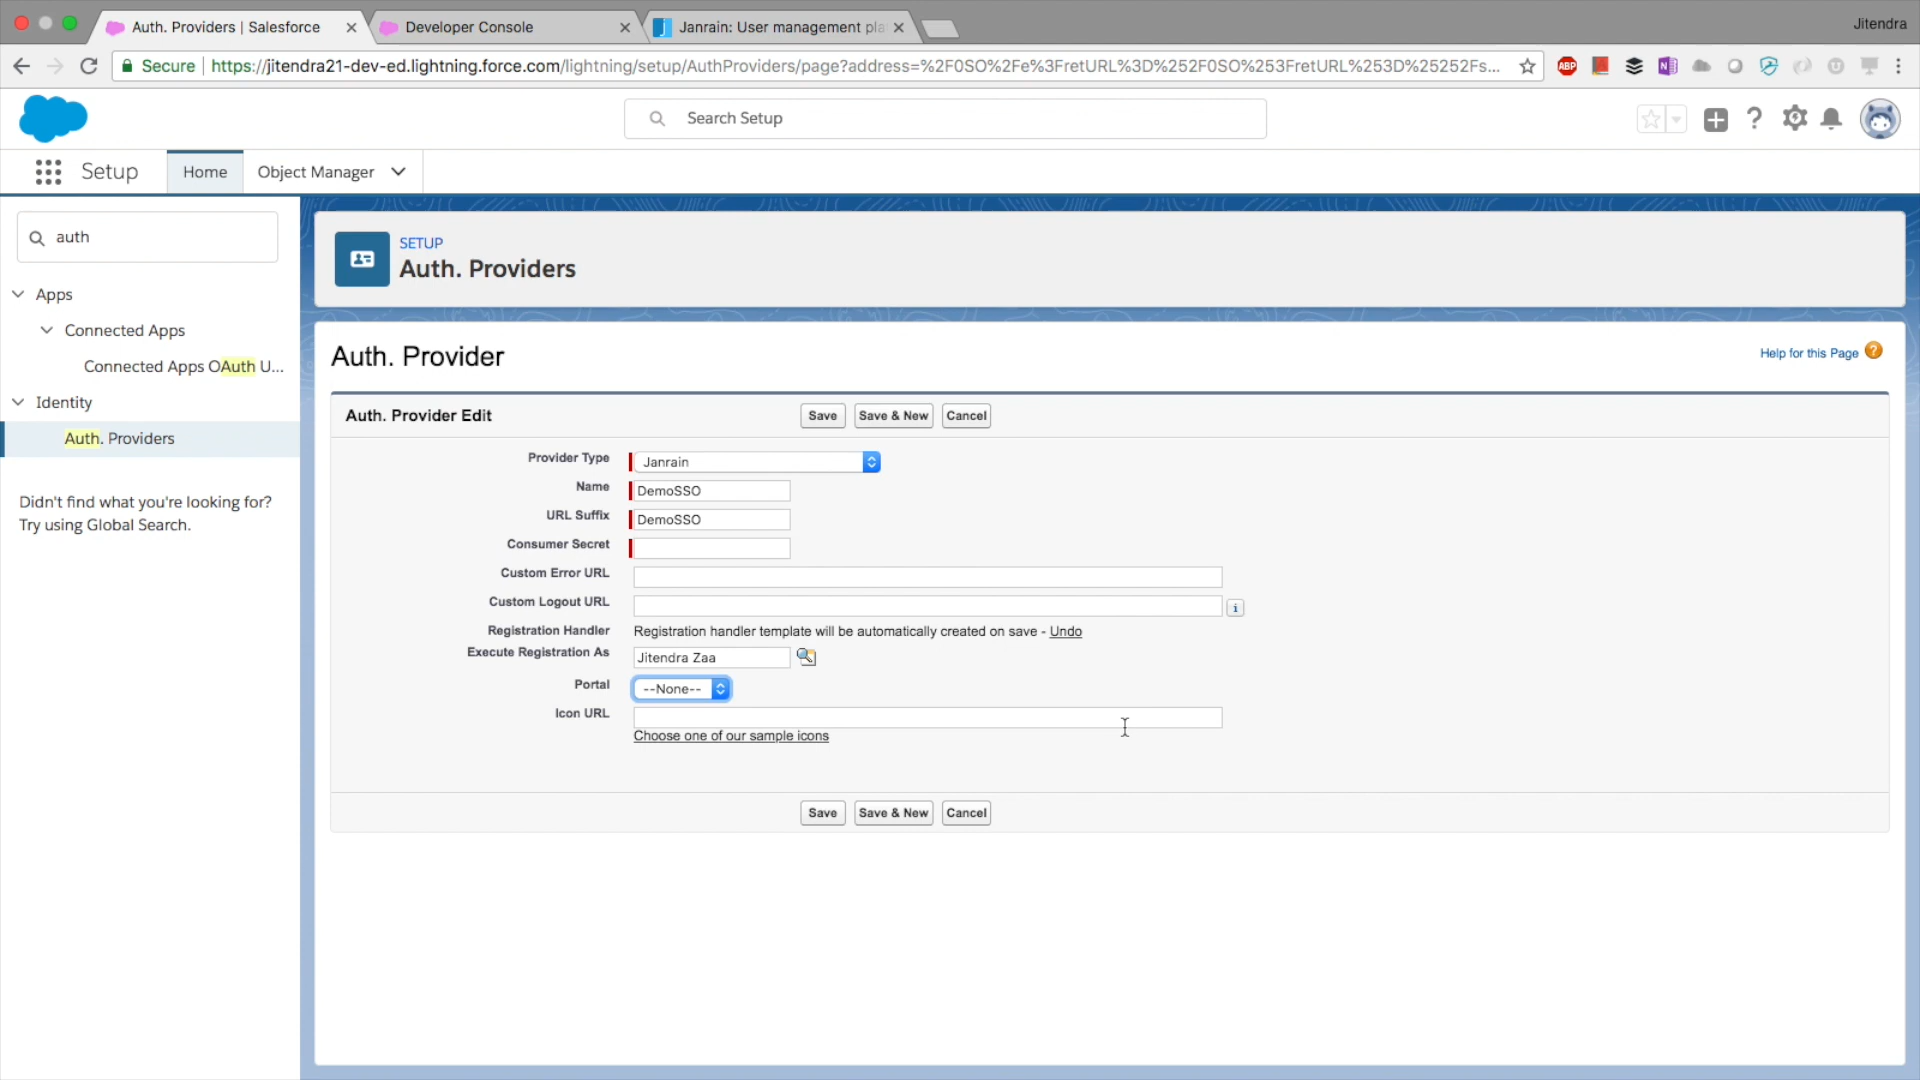 Auth. Providers | Salesforce
Developer Console
Janrain: User management pla
Jitendra
Secure
https://jitendra21-dev-ed.lightning.force.com/lightning/setup/AuthProviders/page?address=%2F0SO%2Fe%3FretURL%3D%252F0SO%253FretURL%253D%25252Fs...
ABP
Search Setup
Setup
Home
Object Manager
auth
Apps
Connected Apps
Connected Apps OAuth U...
Identity
Auth. Providers
Didn't find what you're looking for?
Try using Global Search.
SETUP
Auth. Providers
Auth. Provider
Help for this Page
Auth. Provider Edit
Save
Save & New
Cancel
Provider Type
Janrain
Name
DemoSSO
URL Suffix
DemoSSO
Consumer Secret
Custom Error URL
Custom Logout URL
Registration Handler
Registration handler template will be automatically created on save - Undo
Execute Registration As
Jitendra Zaa
Portal
--None--
Icon URL
Choose one of our sample icons
Save
Save & New
Cancel